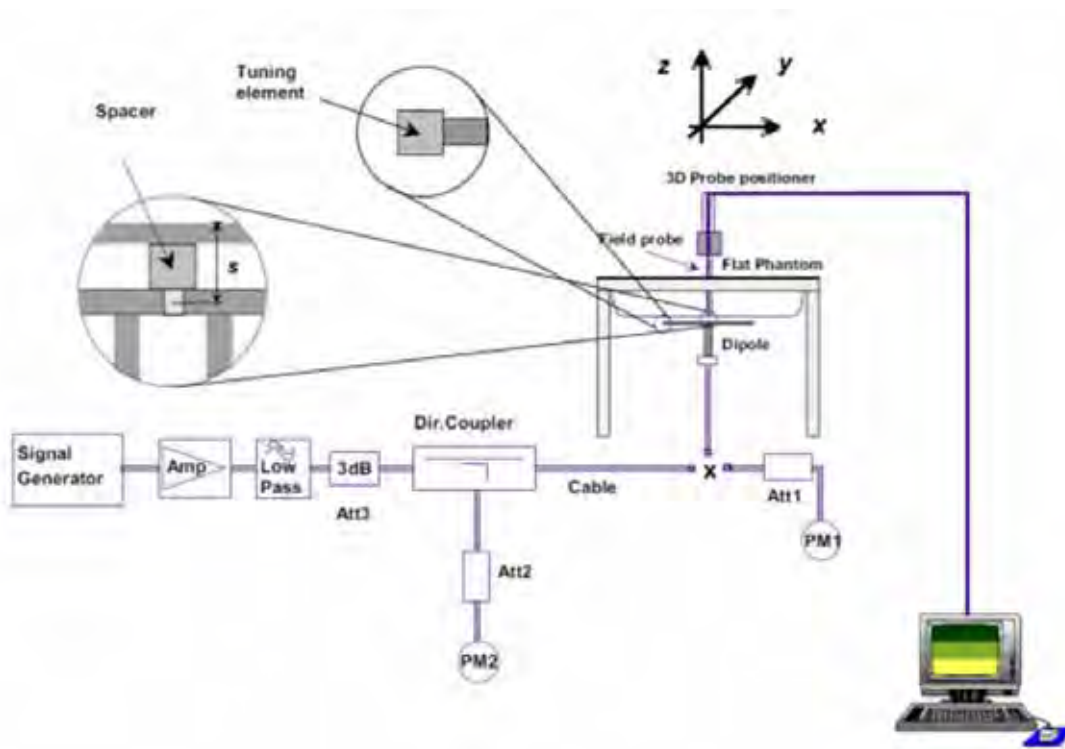 Tuning
element
Spacer
s
z
y
x
3D Probe positioner
Field probe
Flat Phantom
Dipole
Dir.Coupler
Signal
Generator
Amp
Low
Pass
3dB
Att3
Cable
X
Att1
PM1
Att2
PM2